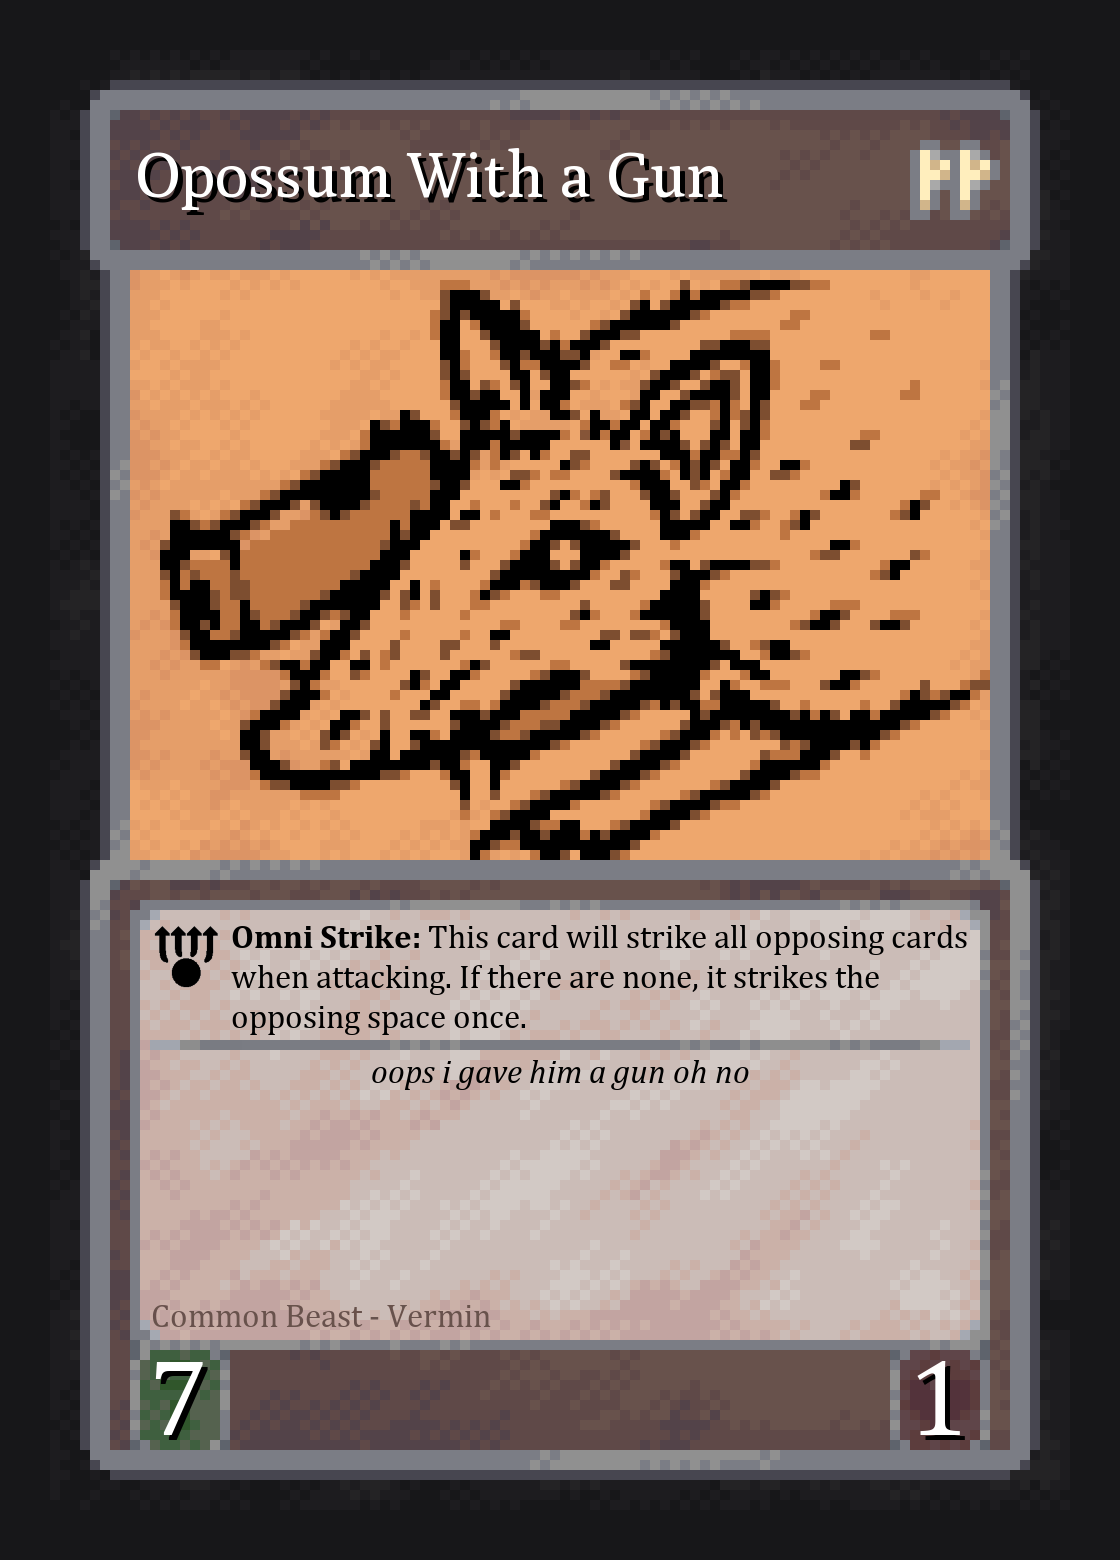 Opossum With a Gun
Omni Strike: This card will strike all opposing cards
when attacking. If there are none, it strikes the
opposing space once.
oops i gave him a gun oh no
Common Beast - Vermin
7
1